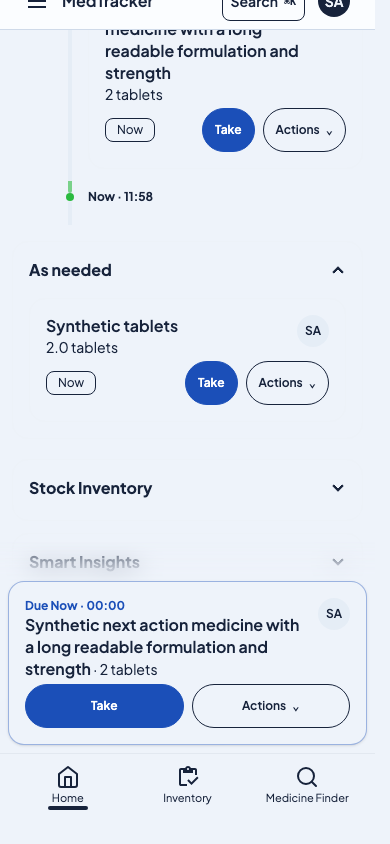 MedTracker
Search ⌘K
SA
medicine with a long
readable formulation and
strength
2 tablets
Now
Take
Actions
Now · 11:58
As needed
Synthetic tablets
SA
2.0 tablets
Now
Take
Actions
Stock Inventory
Smart Insights
Due Now · 00:00
SA
Synthetic next action medicine with
a long readable formulation and
strength · 2 tablets
Take
Actions
Home
Inventory
Medicine Finder